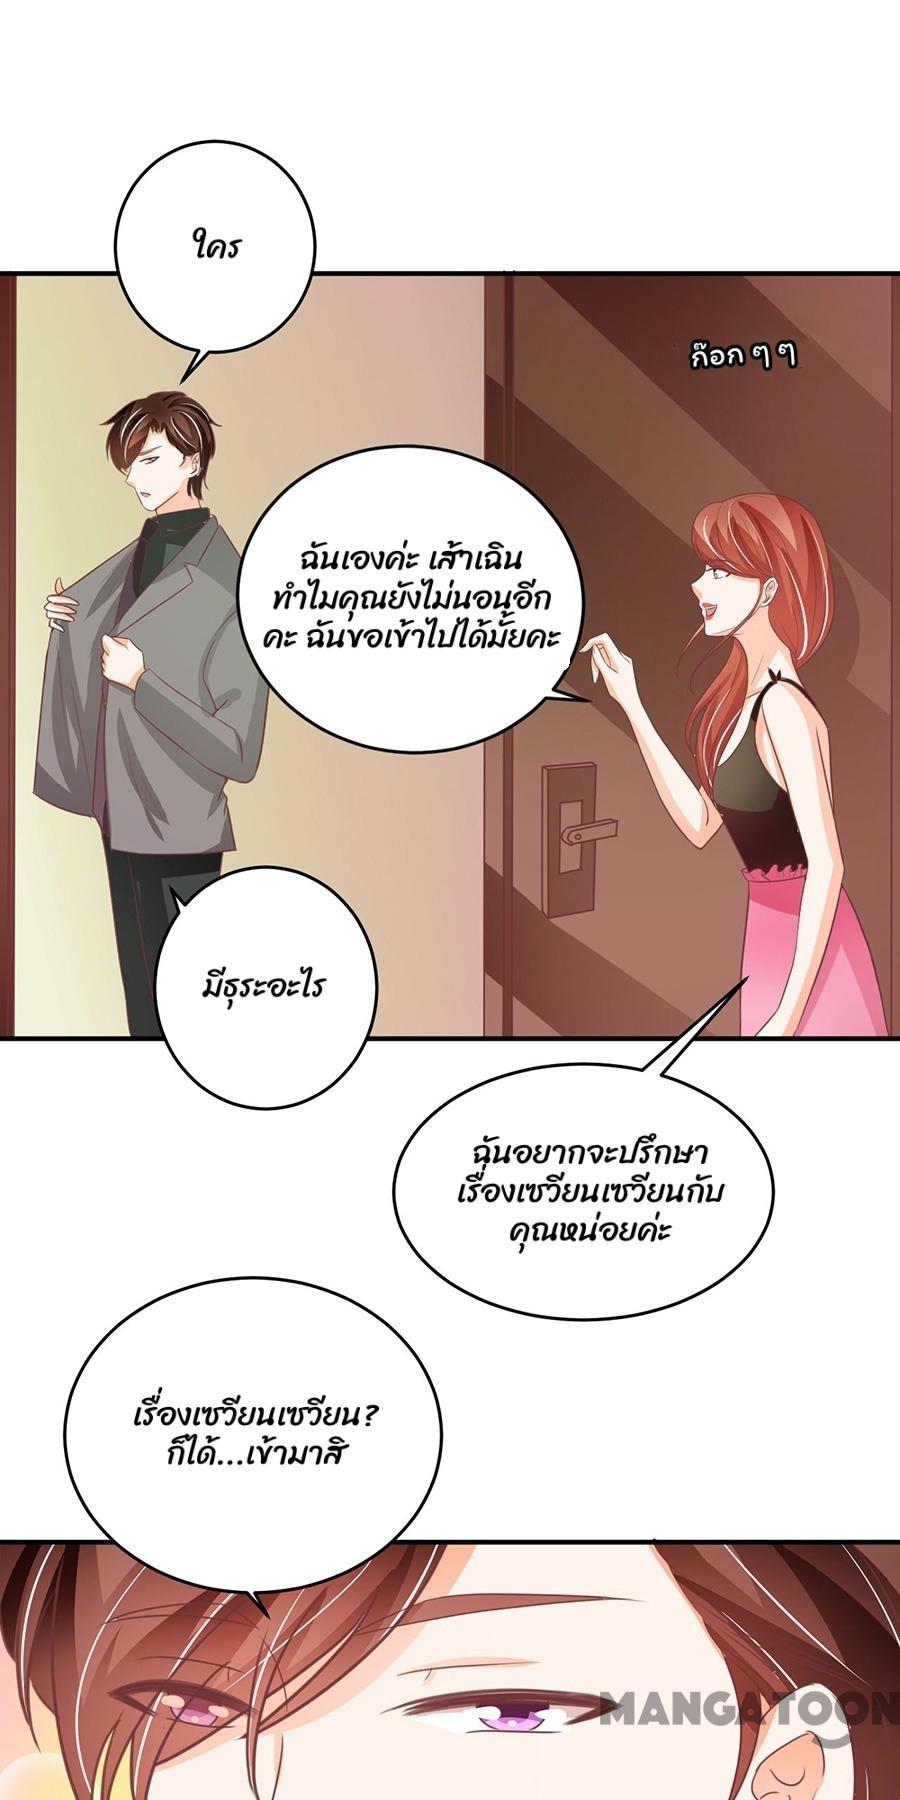 ใคร
ก๊อก ๆ ๆ
ฉันเองค่ะ เส้าเฉิน
ทำไมคุณยังไม่นอนอีก
คะ ฉันขอเข้าไปได้มั้ยคะ
มีธุระอะไร
ฉันอยากจะปรึกษา
เรื่องเซวียนเซวียนกับ
คุณหน่อยค่ะ
เรื่องเซวียนเซวียน?
ก็ได้...เข้ามาสิ
MANGATOON